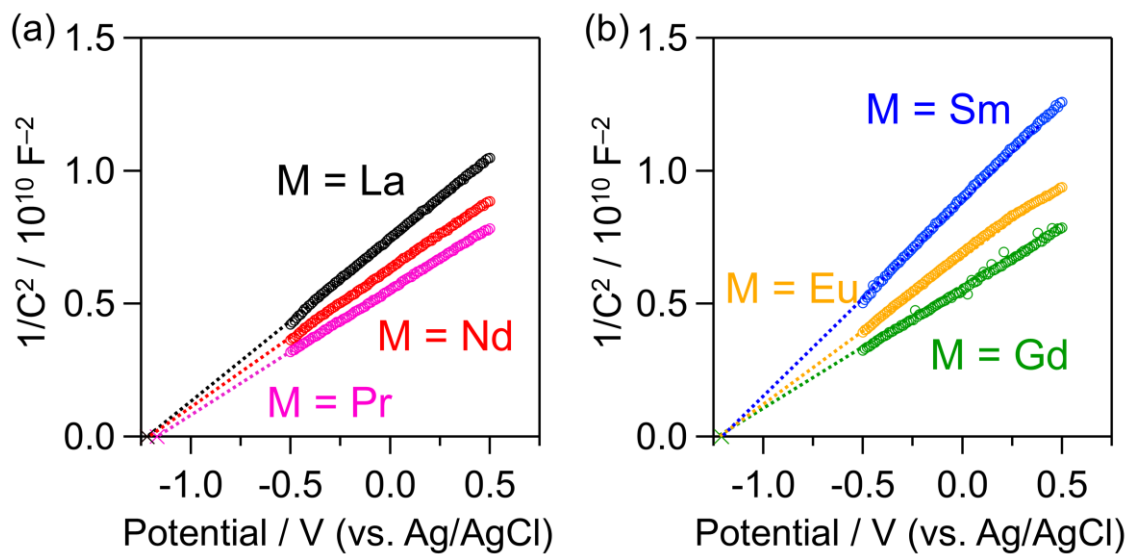 (a)
1.5
1.0
0.5
0.0
1/C² / 10¹⁰ F⁻²
M = La
M = Nd
M = Pr
-1.0 -0.5 0.0 0.5
Potential / V (vs. Ag/AgCl)
(b)
1.5
1.0
0.5
0.0
1/C² / 10¹⁰ F⁻²
M = Sm
M = Eu
M = Gd
-1.0 -0.5 0.0 0.5
Potential / V (vs. Ag/AgCl)